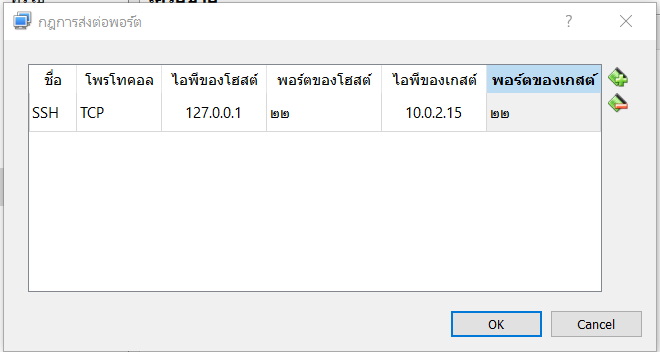 กฎการส่งต่อพอร์ต
ชื่อ โพรโทคอล ไอพีของโฮสต์ พอร์ตของโฮสต์ ไอพีของเกสต์ พอร์ตของเกสต์
SSH TCP 127.0.0.1 ๒๒ 10.0.2.15 ๒๒
OK Cancel